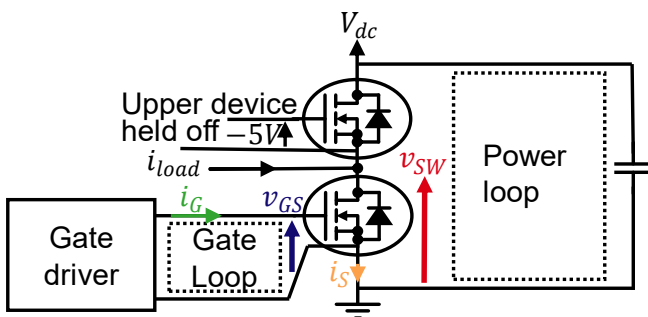 V_dc
Upper device
held off −5V
i_load
v_SW
Power
loop
i_G
v_GS
Gate
driver
Gate
Loop
i_S